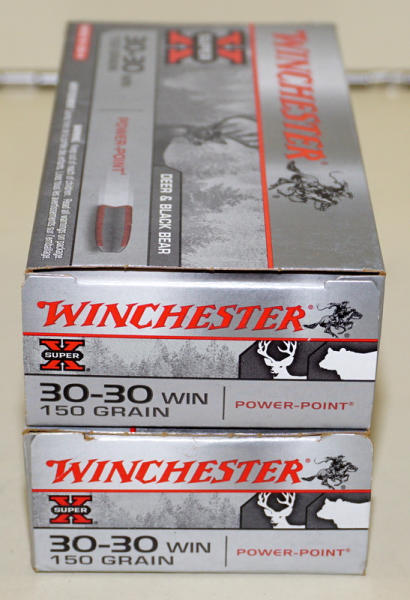 30-30 WIN
150 GRAIN
SUPER X
WINCHESTER
POWER-POINT®
DEER & BLACK BEAR
WINCHESTER®
SUPER X
30-30 WIN
150 GRAIN
POWER-POINT®
WINCHESTER
SUPER X
30-30 WIN
150 GRAIN
POWER-POINT®